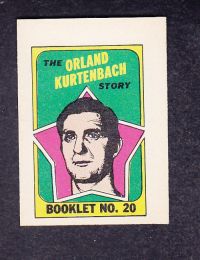 THE ORLAND
KURTENBACH
STORY
BOOKLET NO. 20